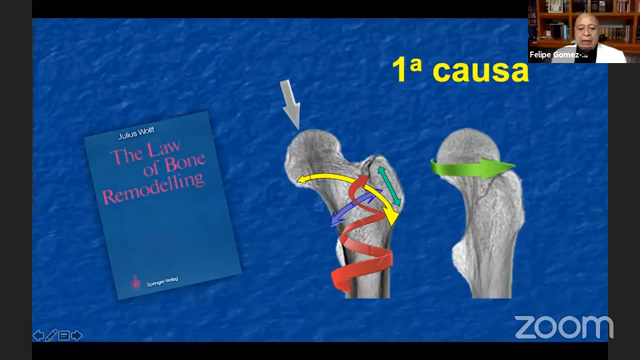 Felipe Gomez-...
1ª causa
Julius Wolff
The Law
of Bone
Remodelling
Springer Verlag
zoom